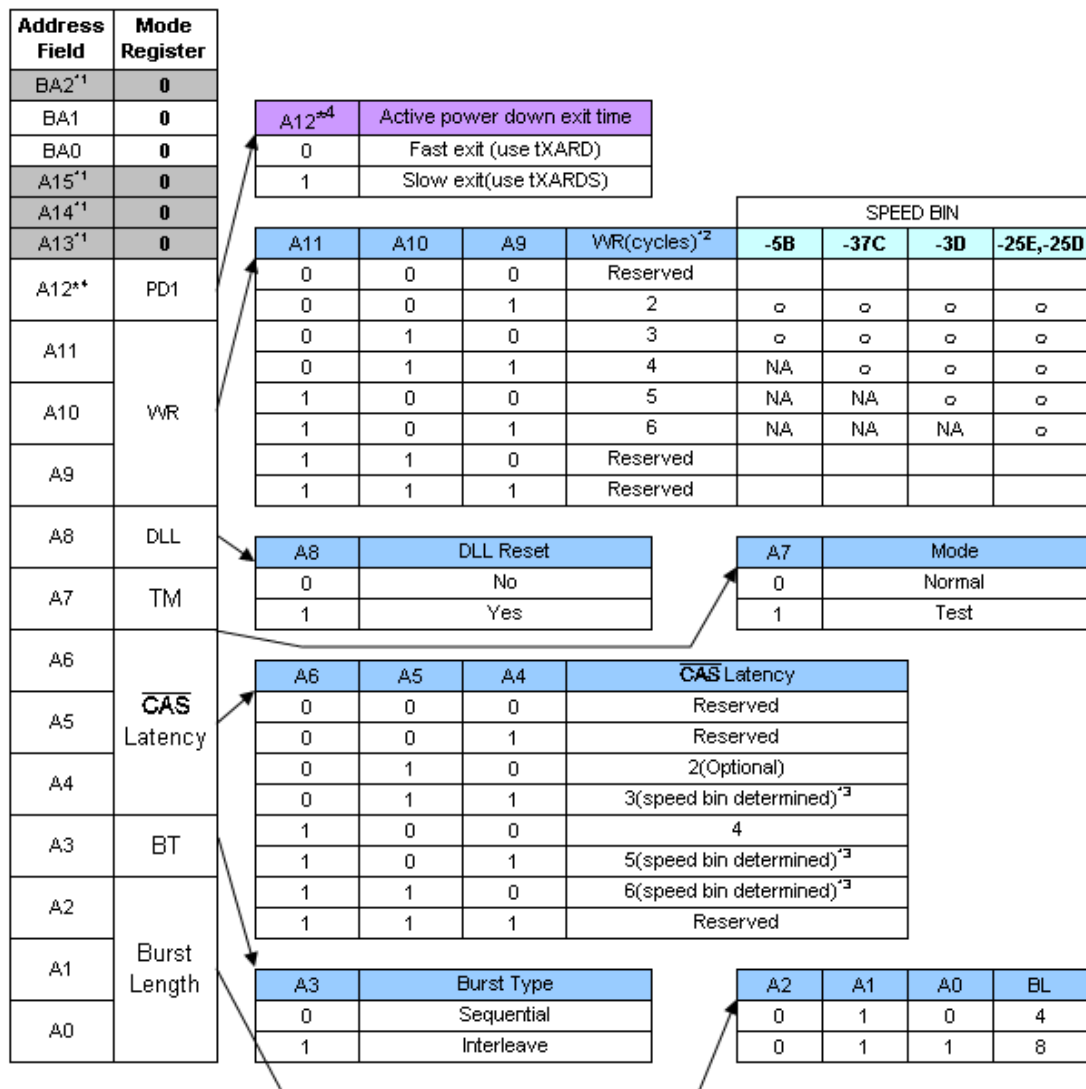 Address Field Mode Register
BA2*1 0
BA1 0
BA0 0
A15*1 0
A14*1 0
A13*1 0
A12*4 PD1
A11
A10 WR
A9
A8 DLL
A7 TM
A6
A5 CAS Latency
A4
A3 BT
A2
A1 Burst Length
A0
A12*4 Active power down exit time
0 Fast exit (use tXARD)
1 Slow exit(use tXARDS)
SPEED BIN
A11 A10 A9 WR(cycles)*2 -5B -37C -3D -25E,-25D
0 0 0 Reserved
0 0 1 2 o o o o
0 1 0 3 o o o o
0 1 1 4 NA o o o
1 0 0 5 NA NA o o
1 0 1 6 NA NA NA o
1 1 0 Reserved
1 1 1 Reserved
A8 DLL Reset
0 No
1 Yes
A7 Mode
0 Normal
1 Test
A6 A5 A4 CAS Latency
0 0 0 Reserved
0 0 1 Reserved
0 1 0 2(Optional)
0 1 1 3(speed bin determined)*3
1 0 0 4
1 0 1 5(speed bin determined)*3
1 1 0 6(speed bin determined)*3
1 1 1 Reserved
A3 Burst Type
0 Sequential
1 Interleave
A2 A1 A0 BL
0 1 0 4
0 1 1 8